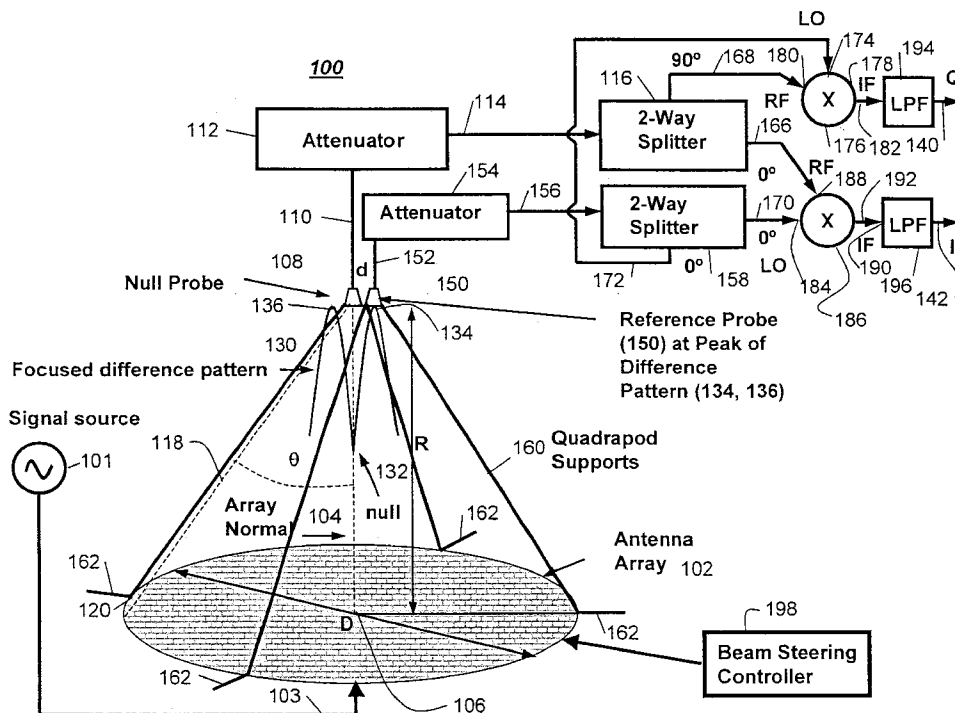 LO
100
90º
168
180
174
178
194
Q
116
114
112
Attenuator
2-Way
Splitter
RF
X
IF
LPF
166
176
182
140
0º
RF
154
156
188
192
110
Attenuator
2-Way
Splitter
170
0º
X
IF
LPF
I
152
108
d
172
0º
158
LO
184
190
196
142
186
Null Probe
150
136
134
Reference Probe
(150) at Peak of
Difference
Pattern (134, 136)
130
Focused difference pattern
Signal source
118
R
160
Quadrapod
Supports
101
θ
132
null
Array
Normal
104
162
Antenna
Array 102
162
120
D
162
198
Beam Steering
Controller
162
103
106